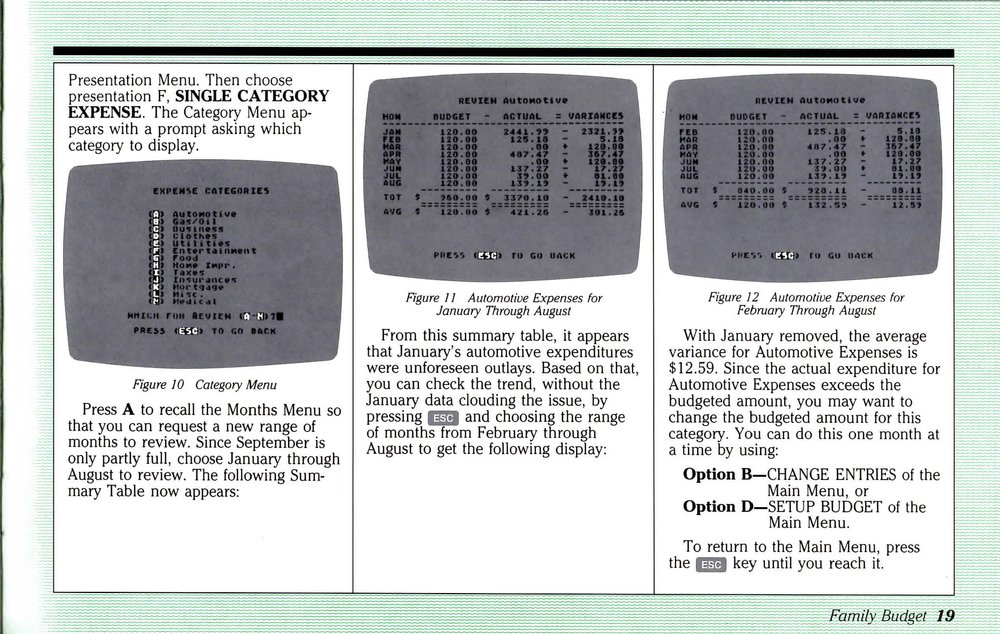 Presentation Menu. Then choose
presentation F, SINGLE CATEGORY
EXPENSE. The Category Menu ap-
pears with a prompt asking which
category to display.
EXPENSE CATEGORIES
(A) Automotive
(B) Gas/Oil
(C) Business
(D) Clothes
(E) Utilities
(F) Entertainment
(G) Food
(H) Home Impr.
(I) Taxes
(J) Insurances
(K) Mortgage
(L) Misc.
(M) Medical
WHICH FOR REVIEW (A-M)?
PRESS (ESC) TO GO BACK
Figure 10 Category Menu
Press A to recall the Months Menu so
that you can request a new range of
months to review. Since September is
only partly full, choose January through
August to review. The following Sum-
mary Table now appears:
REVIEW Automotive
MON BUDGET - ACTUAL = VARIANCES
JAN 120.00 2441.99 - 2321.99
FEB 120.00 125.18 - 5.18
MAR 120.00 .00 + 120.00
APR 120.00 487.47 - 367.47
MAY 120.00 .00 + 120.00
JUN 120.00 137.27 - 17.27
JUL 120.00 39.00 + 81.00
AUG 120.00 139.19 - 19.19
TOT $ 960.00 $ 3370.10 - 2410.10
AVG $ 120.00 $ 421.26 - 301.26
PRESS (ESC) TO GO BACK
Figure 11 Automotive Expenses for
January Through August
From this summary table, it appears
that January's automotive expenditures
were unforeseen outlays. Based on that,
you can check the trend, without the
January data clouding the issue, by
pressing ESC and choosing the range
of months from February through
August to get the following display:
REVIEW Automotive
MON BUDGET - ACTUAL = VARIANCES
FEB 120.00 125.18 - 5.18
MAR 120.00 .00 + 120.00
APR 120.00 487.47 - 367.47
MAY 120.00 .00 + 120.00
JUN 120.00 137.27 - 17.27
JUL 120.00 39.00 + 81.00
AUG 120.00 139.19 - 19.19
TOT $ 840.00 $ 928.11 - 88.11
AVG $ 120.00 $ 132.59 - 12.59
PRESS (ESC) TO GO BACK
Figure 12 Automotive Expenses for
February Through August
With January removed, the average
variance for Automotive Expenses is
$12.59. Since the actual expenditure for
Automotive Expenses exceeds the
budgeted amount, you may want to
change the budgeted amount for this
category. You can do this one month at
a time by using:
Option B—CHANGE ENTRIES of the
Main Menu, or
Option D—SETUP BUDGET of the
Main Menu.
To return to the Main Menu, press
the ESC key until you reach it.
Family Budget 19